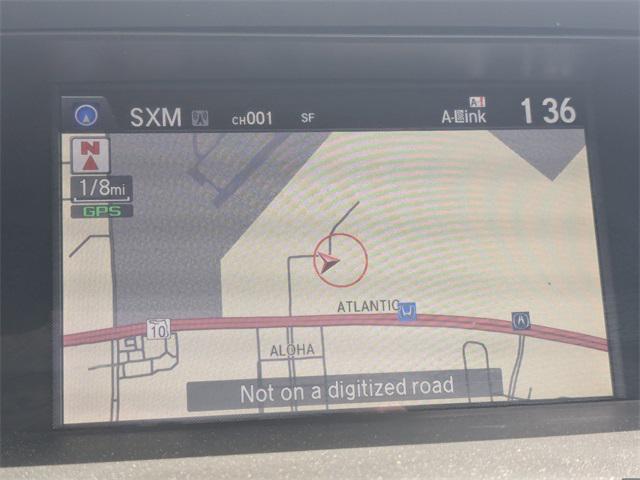 SXM CH001 SF A-Link 1 36
N
1/8mi
GPS
ATLANTIC
10
ALOHA
Not on a digitized road